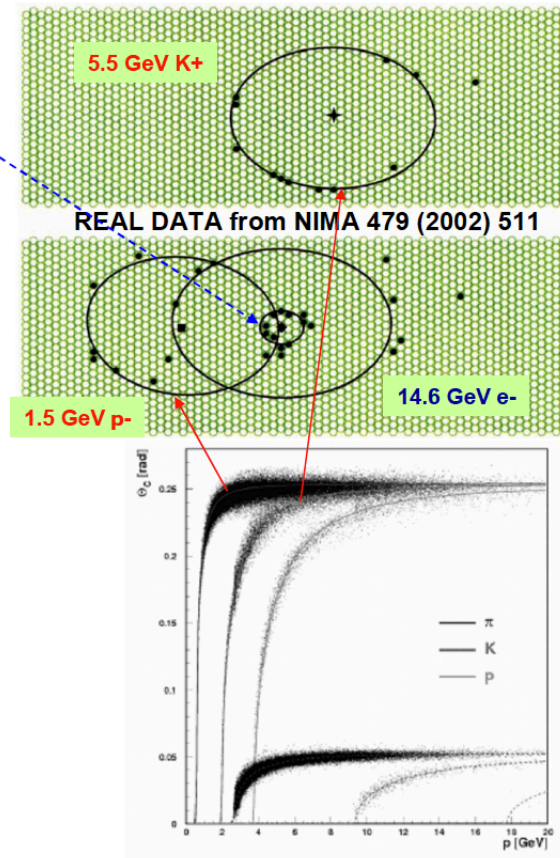 5.5 GeV K+
REAL DATA from NIMA 479 (2002) 511
1.5 GeV p-
14.6 GeV e-
Θc [rad]
0.25
0.2
0.15
0.1
0.05
0
π
K
p
0 2 4 6 8 10 12 14 16 18 20
p [GeV]